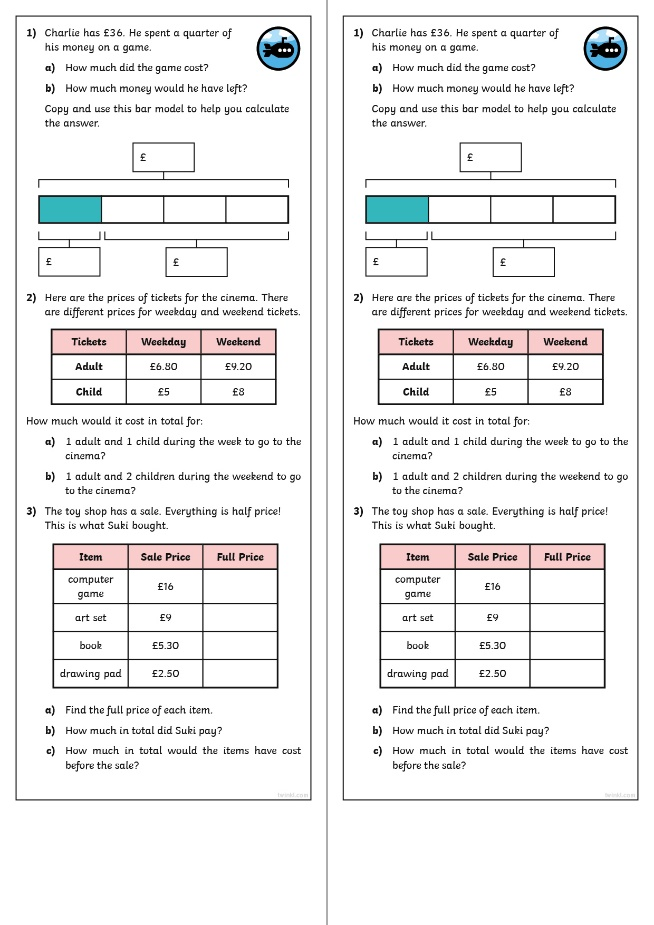 1) Charlie has £36. He spent a quarter of
his money on a game.
a) How much did the game cost?
b) How much money would he have left?
Copy and use this bar model to help you calculate
the answer.
£
£ £
2) Here are the prices of tickets for the cinema. There
are different prices for weekday and weekend tickets.
Tickets Weekday Weekend
Adult £6.80 £9.20
Child £5 £8
How much would it cost in total for:
a) 1 adult and 1 child during the week to go to the
cinema?
b) 1 adult and 2 children during the weekend to go
to the cinema?
3) The toy shop has a sale. Everything is half price!
This is what Suki bought.
Item Sale Price Full Price
computer
game £16
art set £9
book £5.30
drawing pad £2.50
a) Find the full price of each item.
b) How much in total did Suki pay?
c) How much in total would the items have cost
before the sale?
twinkl.com
1) Charlie has £36. He spent a quarter of
his money on a game.
a) How much did the game cost?
b) How much money would he have left?
Copy and use this bar model to help you calculate
the answer.
£
£ £
2) Here are the prices of tickets for the cinema. There
are different prices for weekday and weekend tickets.
Tickets Weekday Weekend
Adult £6.80 £9.20
Child £5 £8
How much would it cost in total for:
a) 1 adult and 1 child during the week to go to the
cinema?
b) 1 adult and 2 children during the weekend to go
to the cinema?
3) The toy shop has a sale. Everything is half price!
This is what Suki bought.
Item Sale Price Full Price
computer
game £16
art set £9
book £5.30
drawing pad £2.50
a) Find the full price of each item.
b) How much in total did Suki pay?
c) How much in total would the items have cost
before the sale?
twinkl.com